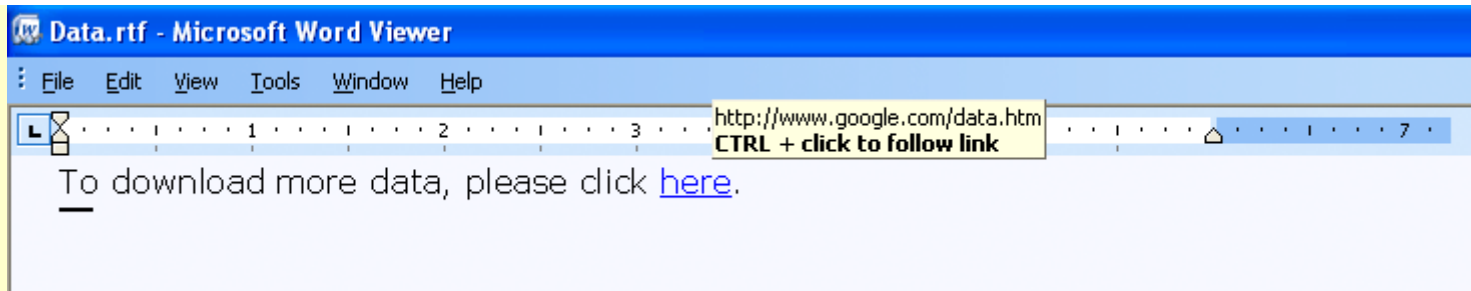 Data.rtf - Microsoft Word Viewer
File Edit View Tools Window Help
http://www.google.com/data.htm
CTRL + click to follow link
1 2 3 7
To download more data, please click here.